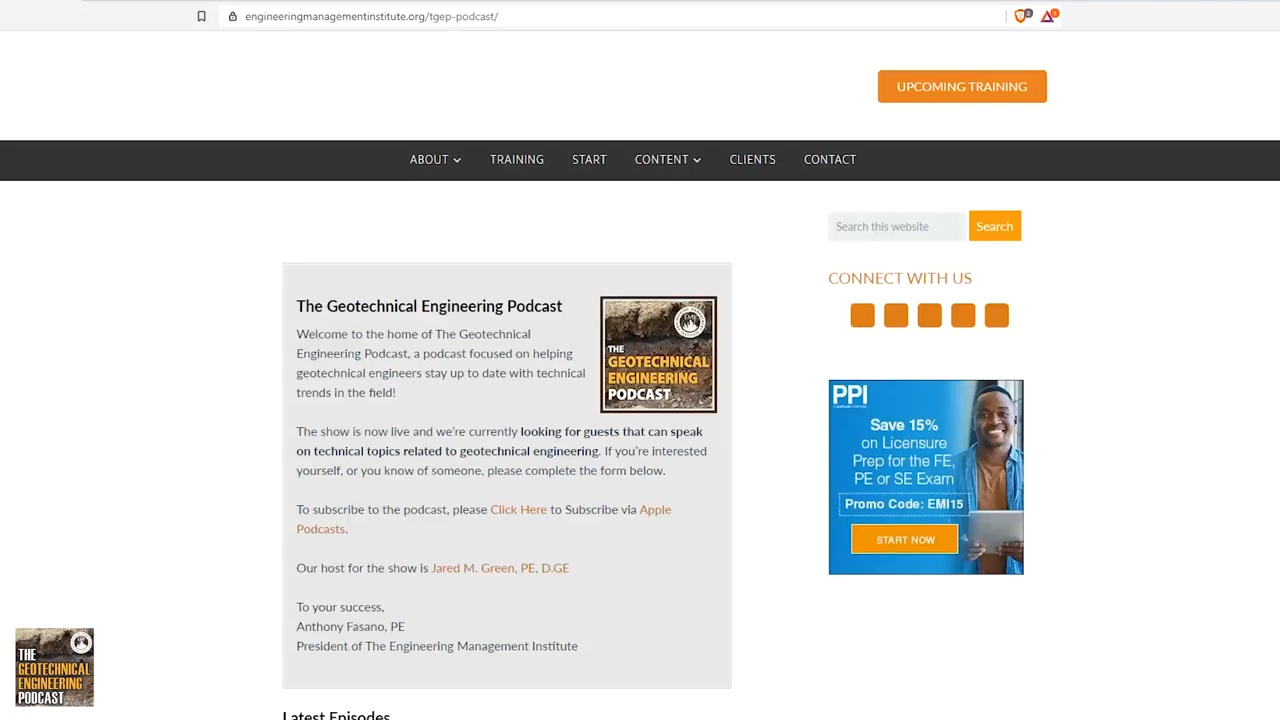 engineeringmanagementinstitute.org/tgep-podcast/
UPCOMING TRAINING
ABOUT TRAINING START CONTENT CLIENTS CONTACT
Search this website Search
CONNECT WITH US
The Geotechnical Engineering Podcast
Welcome to the home of The Geotechnical
Engineering Podcast, a podcast focused on helping
geotechnical engineers stay up to date with technical
trends in the field!
THE
GEOTECHNICAL
ENGINEERING
PODCAST
The show is now live and we’re currently looking for guests that can speak
on technical topics related to geotechnical engineering. If you’re interested
yourself, or you know of someone, please complete the form below.
To subscribe to the podcast, please Click Here to Subscribe via Apple
Podcasts.
Our host for the show is Jared M. Green, PE, D.GE
To your success,
Anthony Fasano, PE
President of The Engineering Management Institute
PPI
Save 15%
on Licensure
Prep for the FE,
PE or SE Exam
Promo Code: EMI15
START NOW
THE
GEOTECHNICAL
ENGINEERING
PODCAST
Latest Episodes